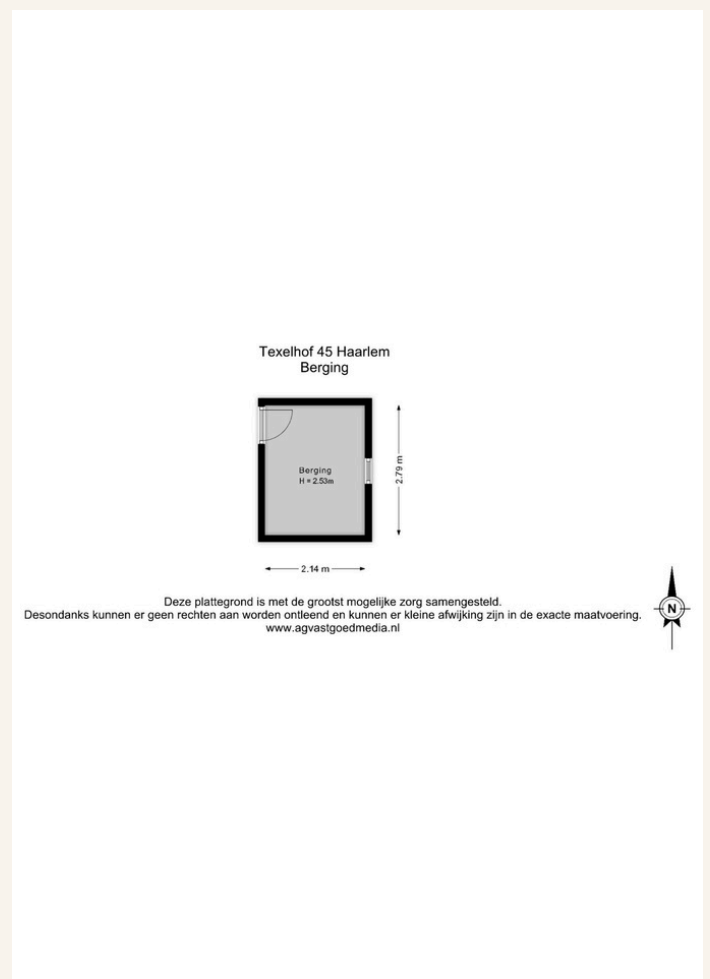 Texelhof 45 Haarlem
Berging
Berging
H = 2.53m
2.79 m
2.14 m
Deze plattegrond is met de grootst mogelijke zorg samengesteld.
Desondanks kunnen er geen rechten aan worden ontleend en kunnen er kleine afwijking zijn in de exacte maatvoering.
www.agvastgoedmedia.nl
N